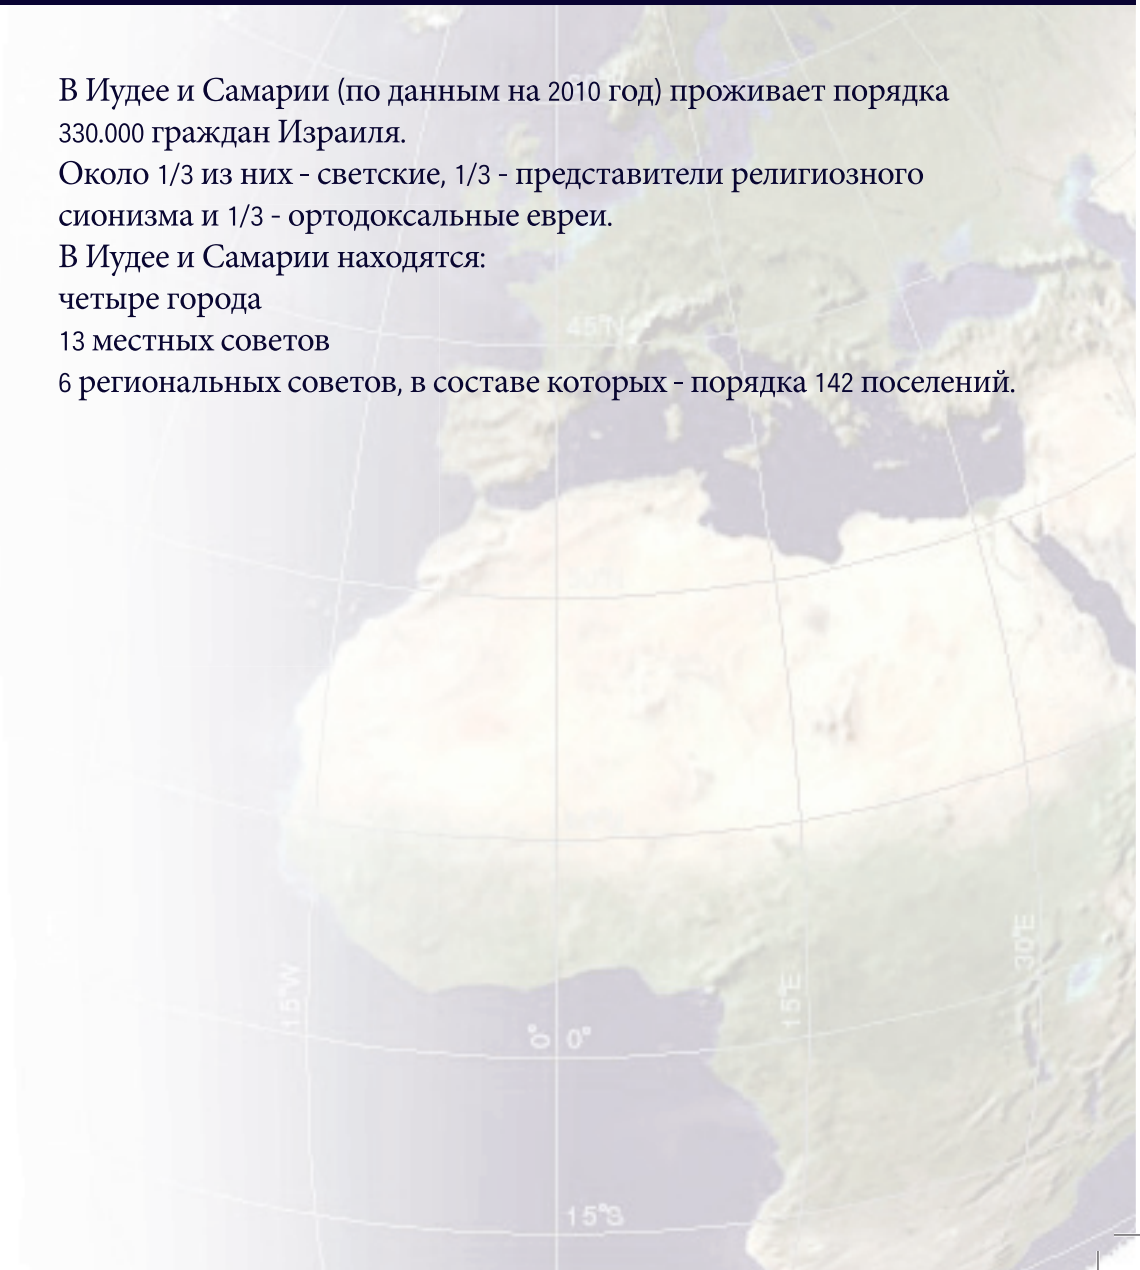 В Иудее и Самарии (по данным на 2010 год) проживает порядка
330.000 граждан Израиля.
Около 1/3 из них - светские, 1/3 - представители религиозного
сионизма и 1/3 - ортодоксальные евреи.
В Иудее и Самарии находятся:
четыре города
13 местных советов
6 региональных советов, в составе которых - порядка 142 поселений.
45°N
30°E
15°W
15°E
0° 0°
15°S